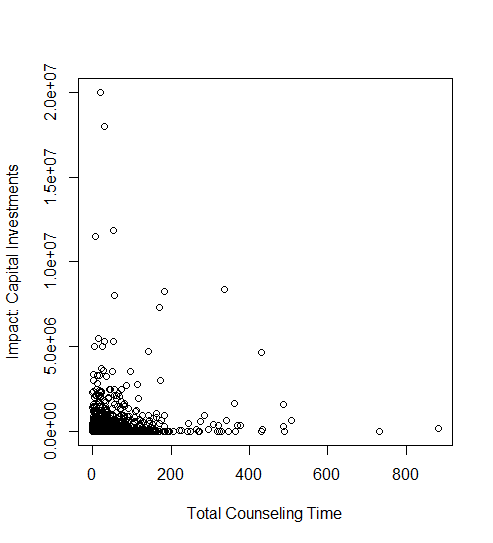 2.0e+07
1.5e+07
1.0e+07
5.0e+06
0.0e+00
Impact: Capital Investments
0 200 400 600 800
Total Counseling Time